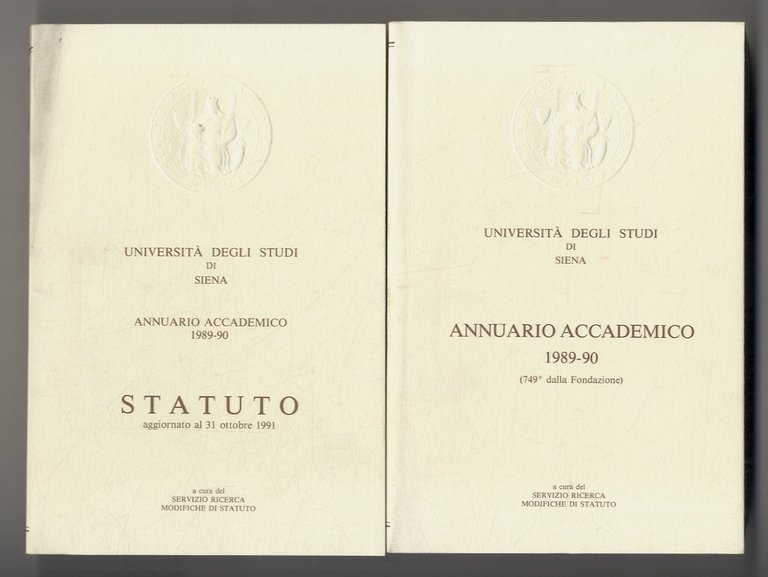 UNIVERSITÀ DEGLI STUDI
DI
SIENA
ANNUARIO ACCADEMICO
1989-90
STATUTO
aggiornato al 31 ottobre 1991
a cura del
SERVIZIO RICERCA
MODIFICHE DI STATUTO
UNIVERSITÀ DEGLI STUDI
DI
SIENA
ANNUARIO ACCADEMICO
1989-90
(749° dalla Fondazione)
a cura del
SERVIZIO RICERCA
MODIFICHE DI STATUTO